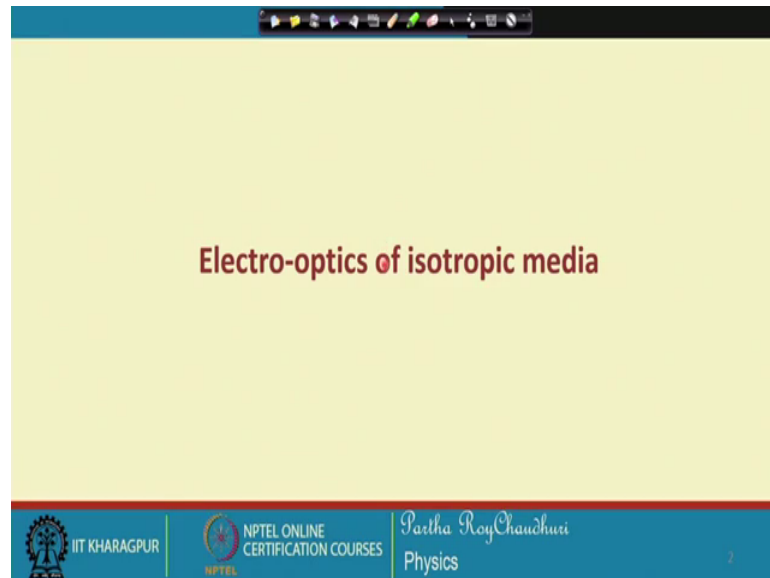 Electro-optics of isotropic media
IIT KHARAGPUR
NPTEL
NPTEL ONLINE
CERTIFICATION COURSES
Partha RoyChaudhuri
Physics
2